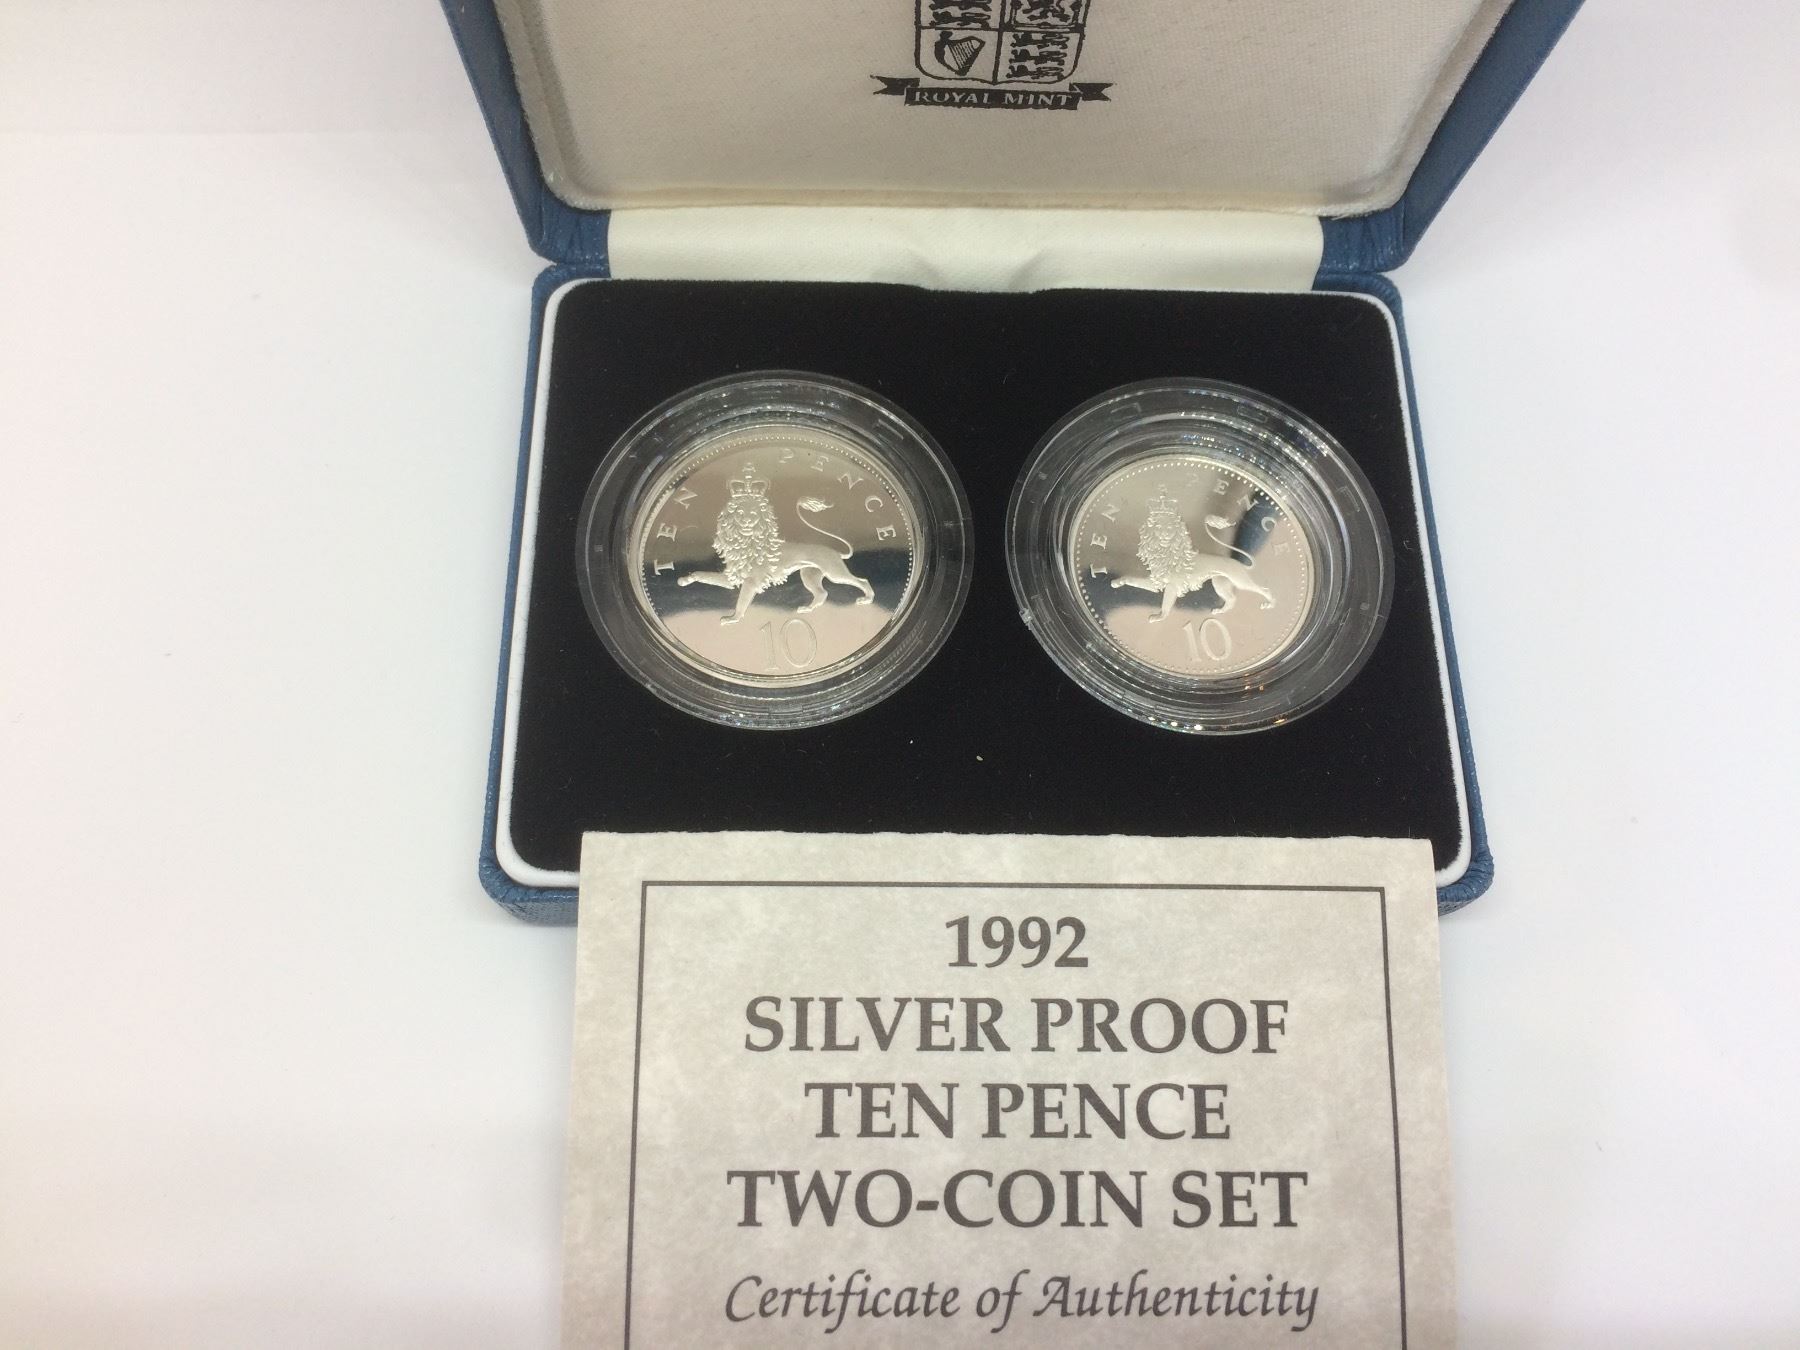 ROYAL MINT
TEN PENCE
10
TEN PENCE
10
1992
SILVER PROOF
TEN PENCE
TWO-COIN SET
Certificate of Authenticity